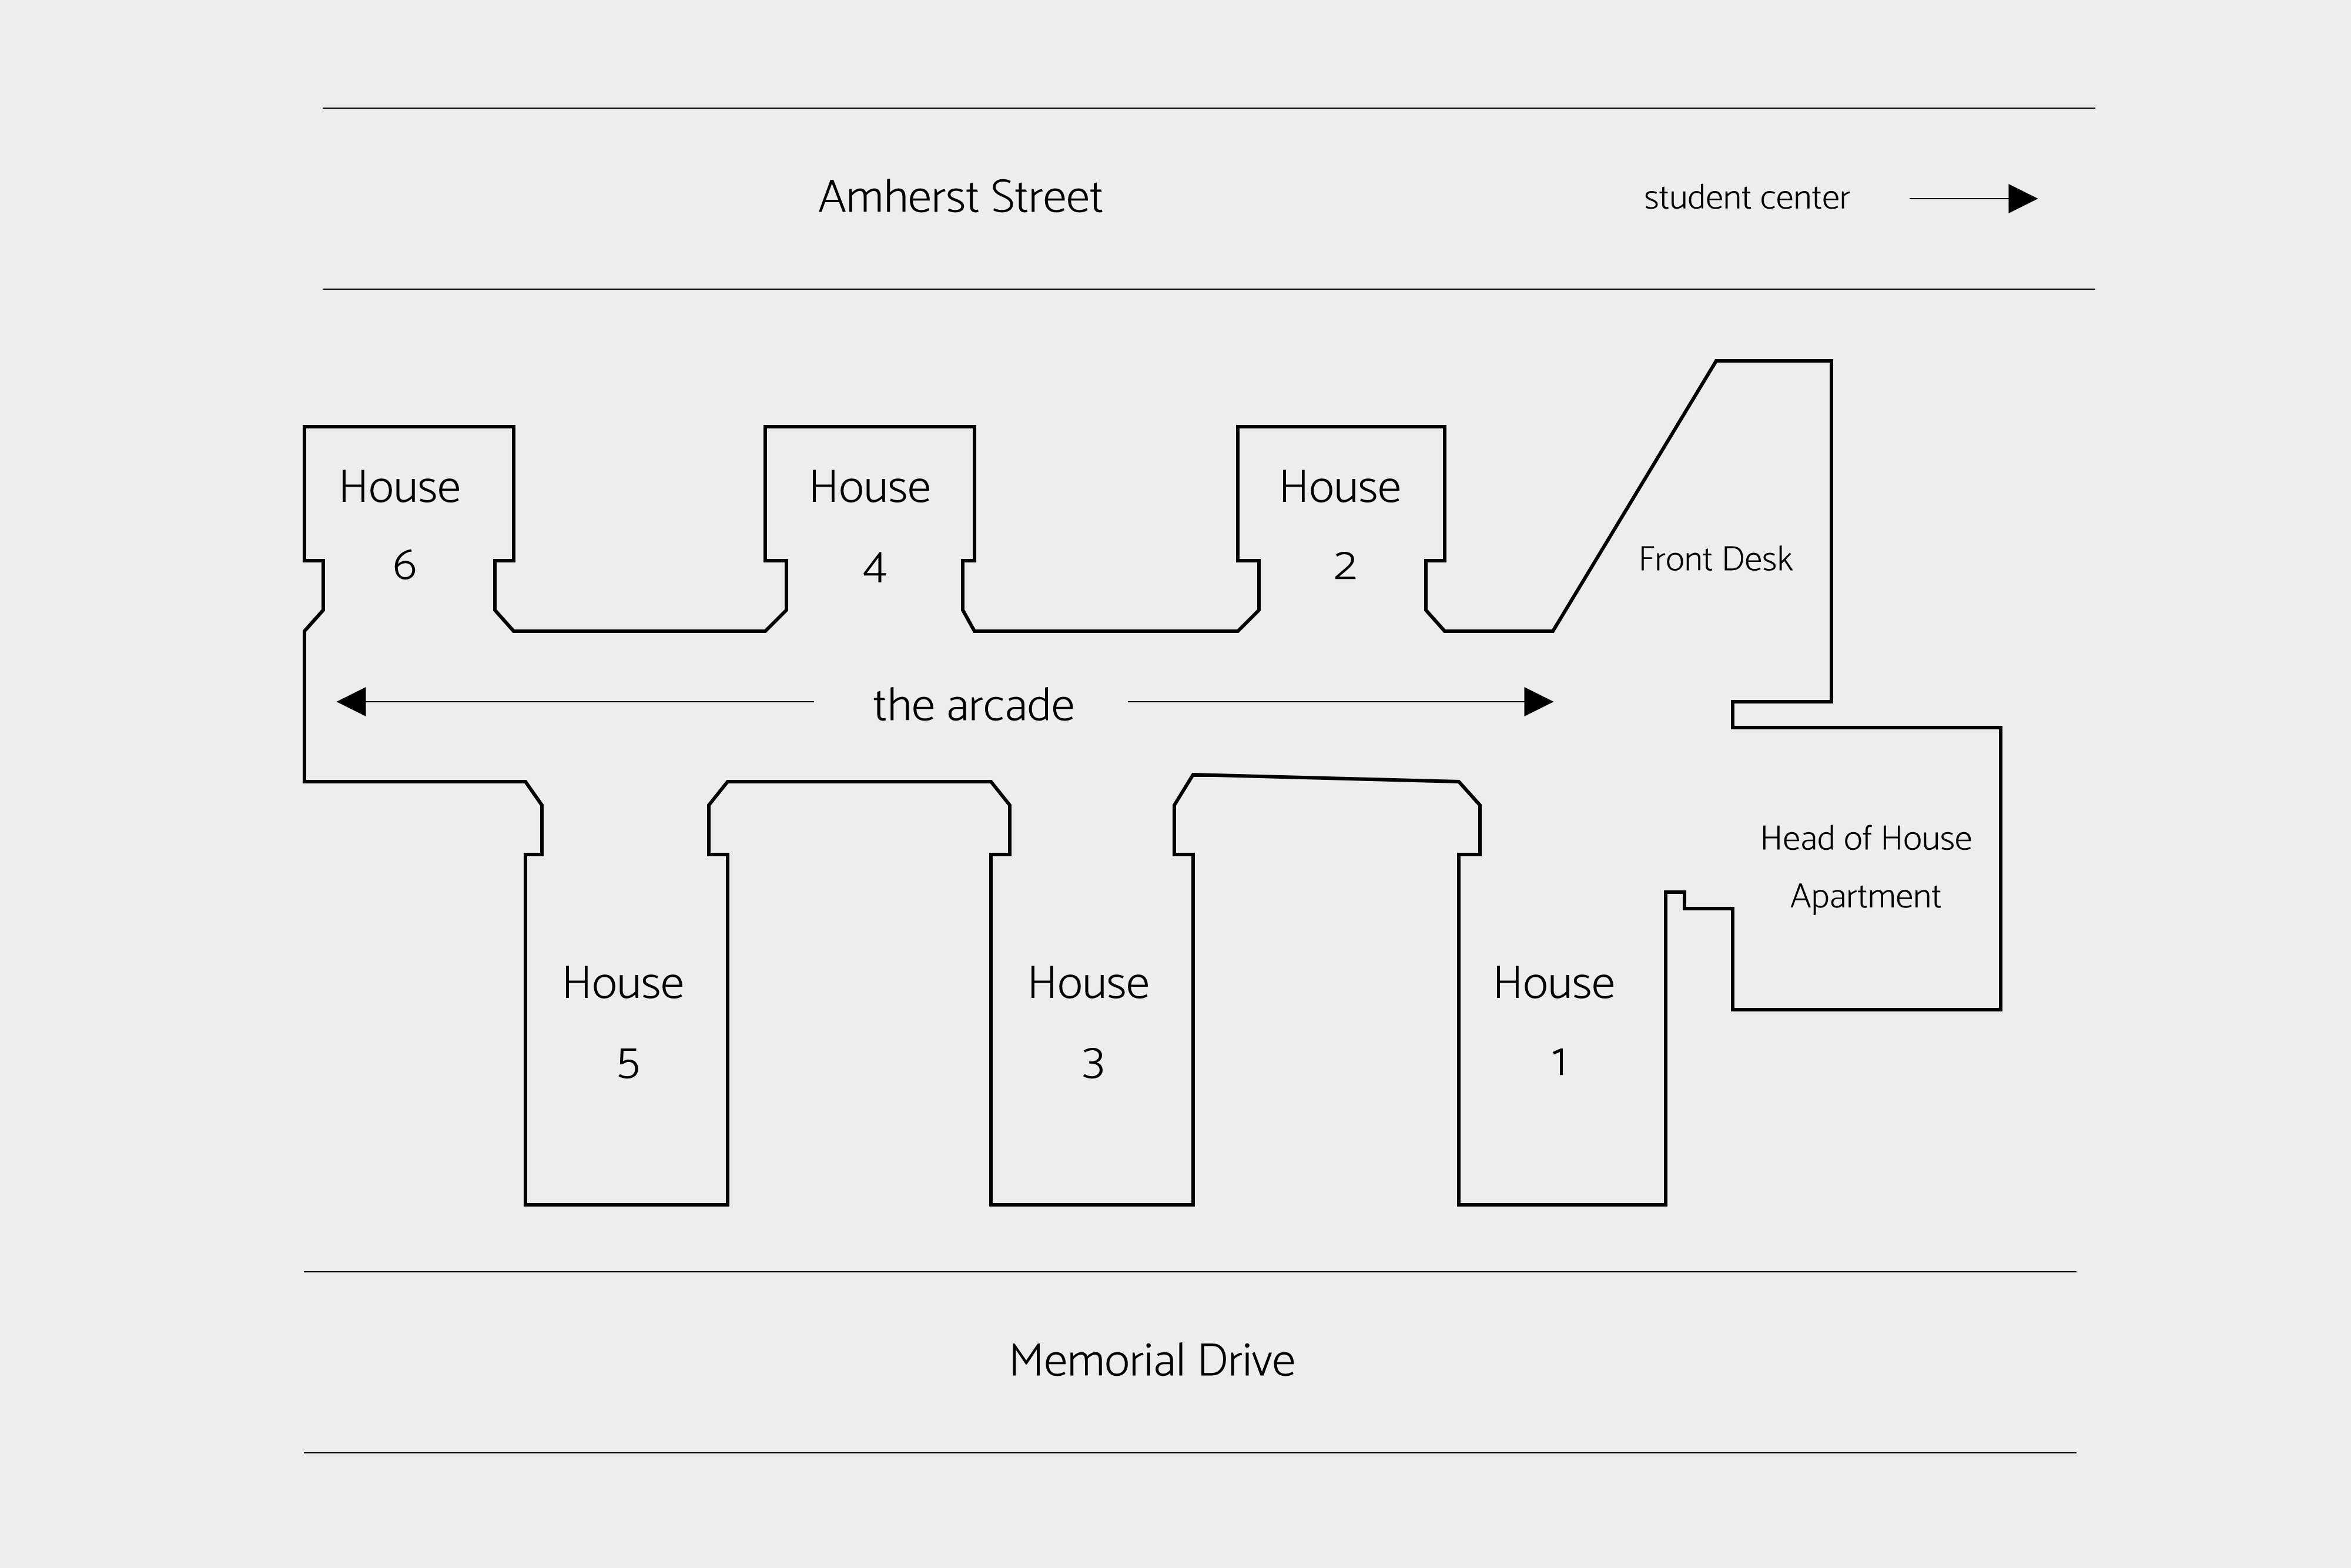 Amherst Street
student center
House
6
House
4
House
2
Front Desk
the arcade
Head of House
Apartment
House
5
House
3
House
1
Memorial Drive